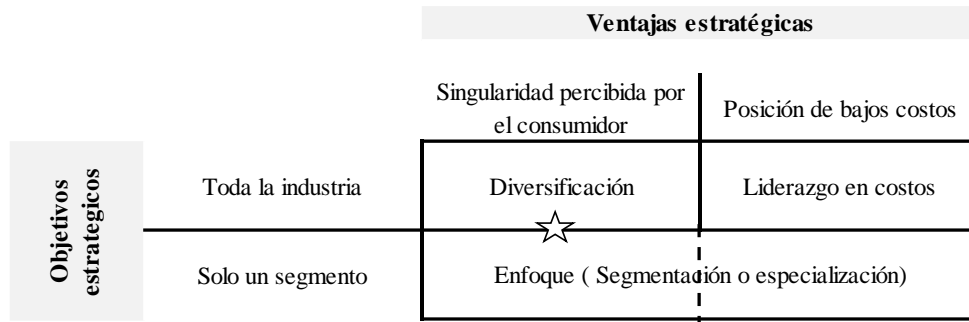 Ventajas estratégicas
Singularidad percibida por
el consumidor
Posición de bajos costos
Objetivos
estrategicos
Toda la industria
Diversificación
Liderazgo en costos
Solo un segmento
Enfoque ( Segmentación o especialización)